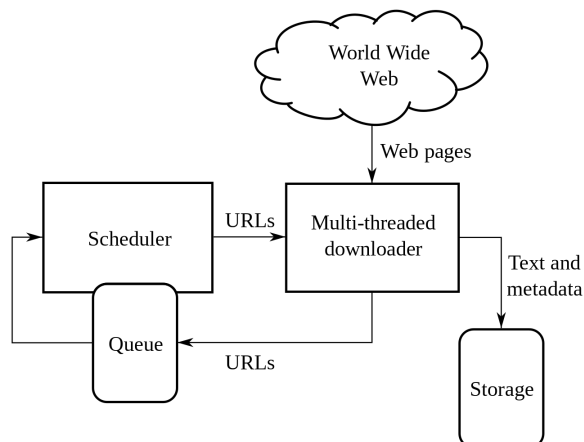 World Wide
Web
Web pages
Scheduler
URLs
Multi-threaded
downloader
Text and
metadata
Queue
URLs
Storage